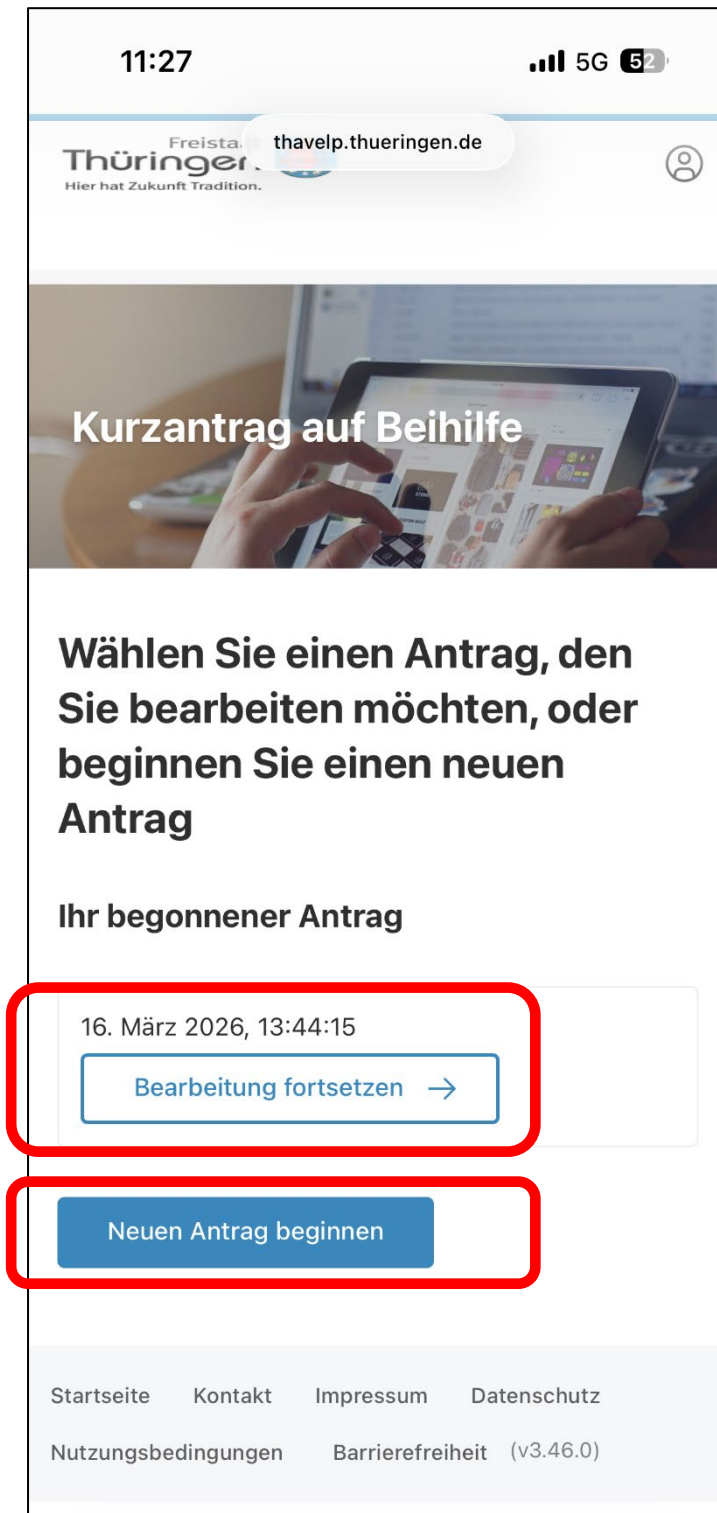 11:27
5G 52
Freista
thavelp.thueringen.de
Thüringen
Hier hat Zukunft Tradition.
Kurzantrag auf Beihilfe
Wählen Sie einen Antrag, den
Sie bearbeiten möchten, oder
beginnen Sie einen neuen
Antrag
Ihr begonnener Antrag
16. März 2026, 13:44:15
Bearbeitung fortsetzen →
Neuen Antrag beginnen
Startseite Kontakt Impressum Datenschutz
Nutzungsbedingungen Barrierefreiheit (v3.46.0)